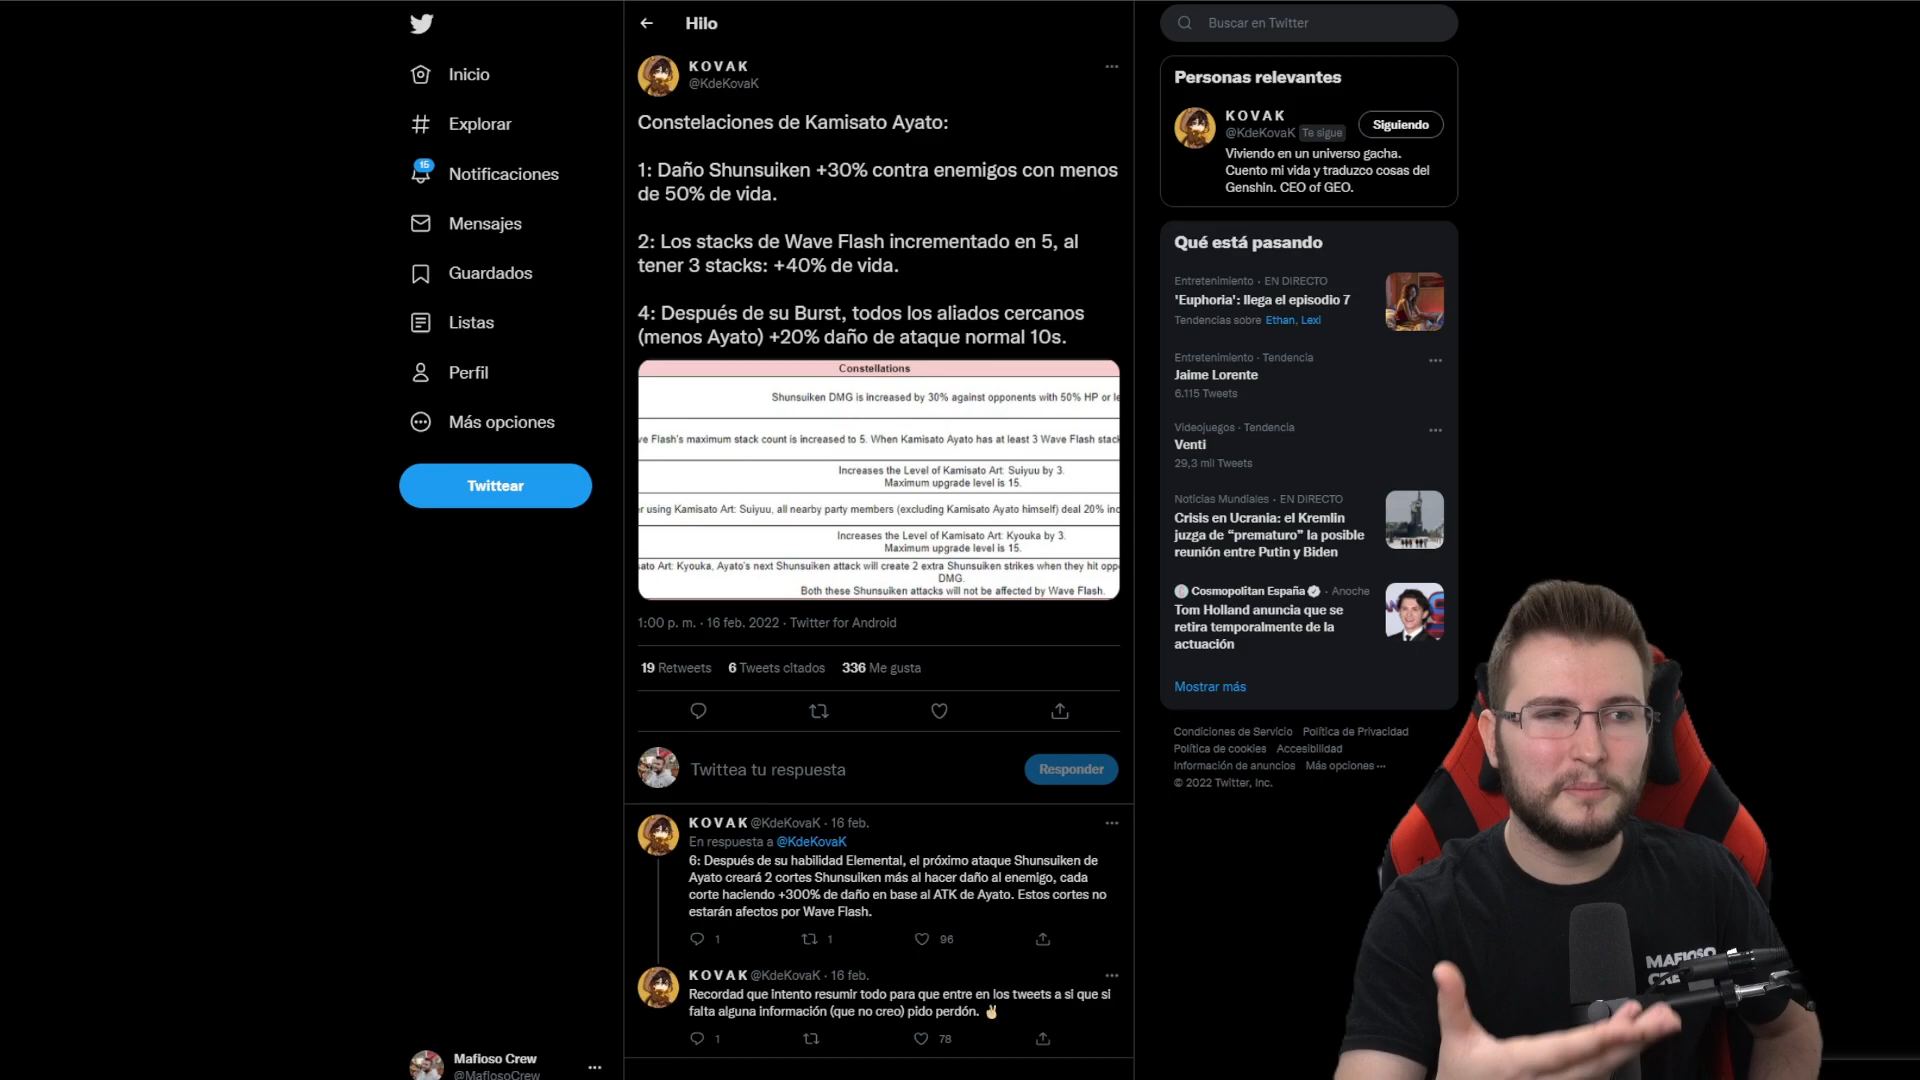 Inicio
Explorar
15
Notificaciones
Mensajes
Guardados
Listas
Perfil
Más opciones
Twittear
Mafioso Crew
@MafiosoCrew
Hilo
KOVAK
@KdeKovaK
Constelaciones de Kamisato Ayato:
1: Daño Shunsuiken +30% contra enemigos con menos
de 50% de vida.
2: Los stacks de Wave Flash incrementado en 5, al
tener 3 stacks: +40% de vida.
4: Después de su Burst, todos los aliados cercanos
(menos Ayato) +20% daño de ataque normal 10s.
Constellations
Shunsuiken DMG is increased by 30% against opponents with 50% HP or le
ve Flash's maximum stack count is increased to 5. When Kamisato Ayato has at least 3 Wave Flash stack
Increases the Level of Kamisato Art: Suiyuu by 3.
Maximum upgrade level is 15.
r using Kamisato Art: Suiyuu, all nearby party members (excluding Kamisato Ayato himself) deal 20% inc
Increases the Level of Kamisato Art: Kyouka by 3.
Maximum upgrade level is 15.
ato Art: Kyouka, Ayato's next Shunsuiken attack will create 2 extra Shunsuiken strikes when they hit oppo
DMG.
Both these Shunsuiken attacks will not be affected by Wave Flash.
1:00 p. m. · 16 feb. 2022 · Twitter for Android
19 Retweets 6 Tweets citados 336 Me gusta
Twittea tu respuesta
Responder
KOVAK @KdeKovaK · 16 feb.
En respuesta a @KdeKovaK
6: Después de su habilidad Elemental, el próximo ataque Shunsuiken de
Ayato creará 2 cortes Shunsuiken más al hacer daño al enemigo, cada
corte haciendo +300% de daño en base al ATK de Ayato. Estos cortes no
estarán afectos por Wave Flash.
1 1 96
KOVAK @KdeKovaK · 16 feb.
Recordad que intento resumir todo para que entre en los tweets a si que si
falta alguna información (que no creo) pido perdón. ✌🏻
1 78
Buscar en Twitter
Personas relevantes
KOVAK
@KdeKovaK Te sigue
Siguiendo
Viviendo en un universo gacha.
Cuento mi vida y traduzco cosas del
Genshin. CEO of GEO.
Qué está pasando
Entretenimiento · EN DIRECTO
'Euphoria': llega el episodio 7
Tendencias sobre Ethan, Lexi
Entretenimiento · Tendencia
Jaime Lorente
6.115 Tweets
Videojuegos · Tendencia
Venti
29,3 mil Tweets
Noticias Mundiales · EN DIRECTO
Crisis en Ucrania: el Kremlin
juzga de “prematuro” la posible
reunión entre Putin y Biden
Cosmopolitan España · Anoche
Tom Holland anuncia que se
retira temporalmente de la
actuación
Mostrar más
Condiciones de Servicio Política de Privacidad
Política de cookies Accesibilidad
Información de anuncios Más opciones
© 2022 Twitter, Inc.
MAFIOSO